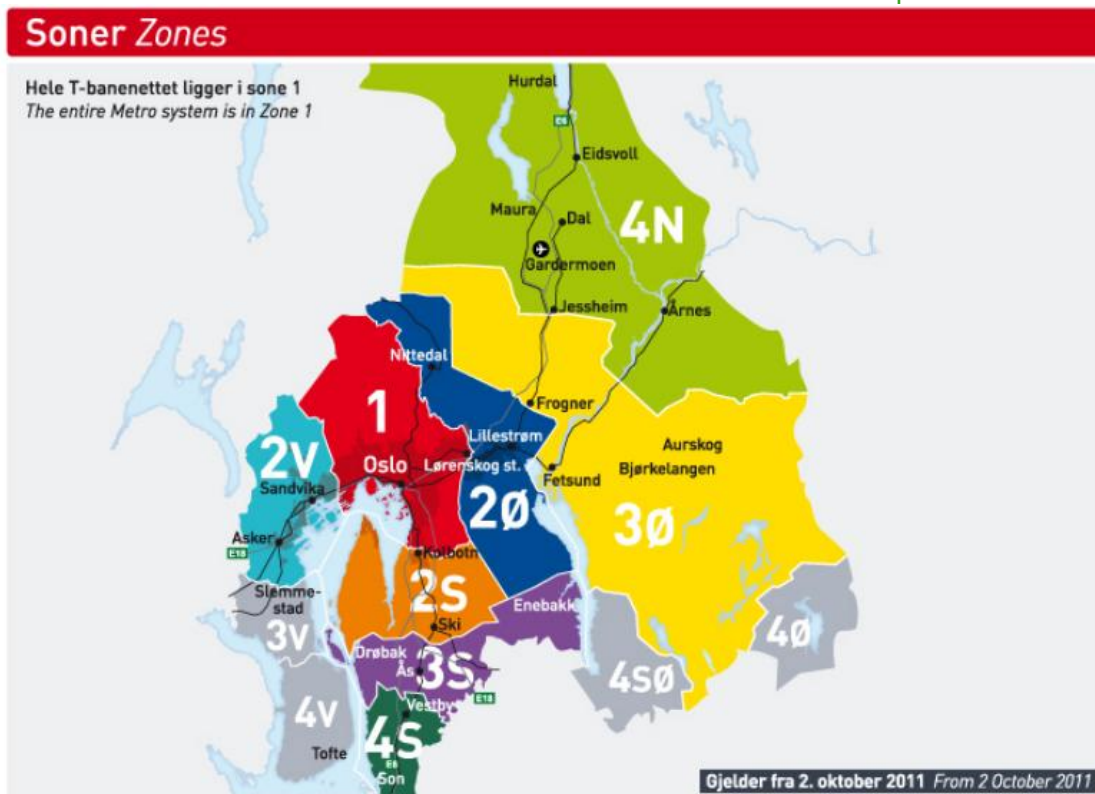 Soner Zones
Hele T-banenettet ligger i sone 1
The entire Metro system is in Zone 1
Hurdal
E6
Eidsvoll
Maura
Dal
4N
Gardermoen
Jessheim
Årnes
Nittedal
1
Frogner
2V
Lillestrøm
Aurskog
Oslo
Lørenskog st.
Bjørkelangen
Sandvika
Fetsund
2Ø
3Ø
Asker
E18
Kolbotn
2S
Slemme-
stad
Enebakk
3V
Ski
4Ø
Drøbak
Ås
3S
4SØ
E18
4V
Vestby
4S
Tofte
E6
Son
Gjelder fra 2. oktober 2011 From 2 October 2011